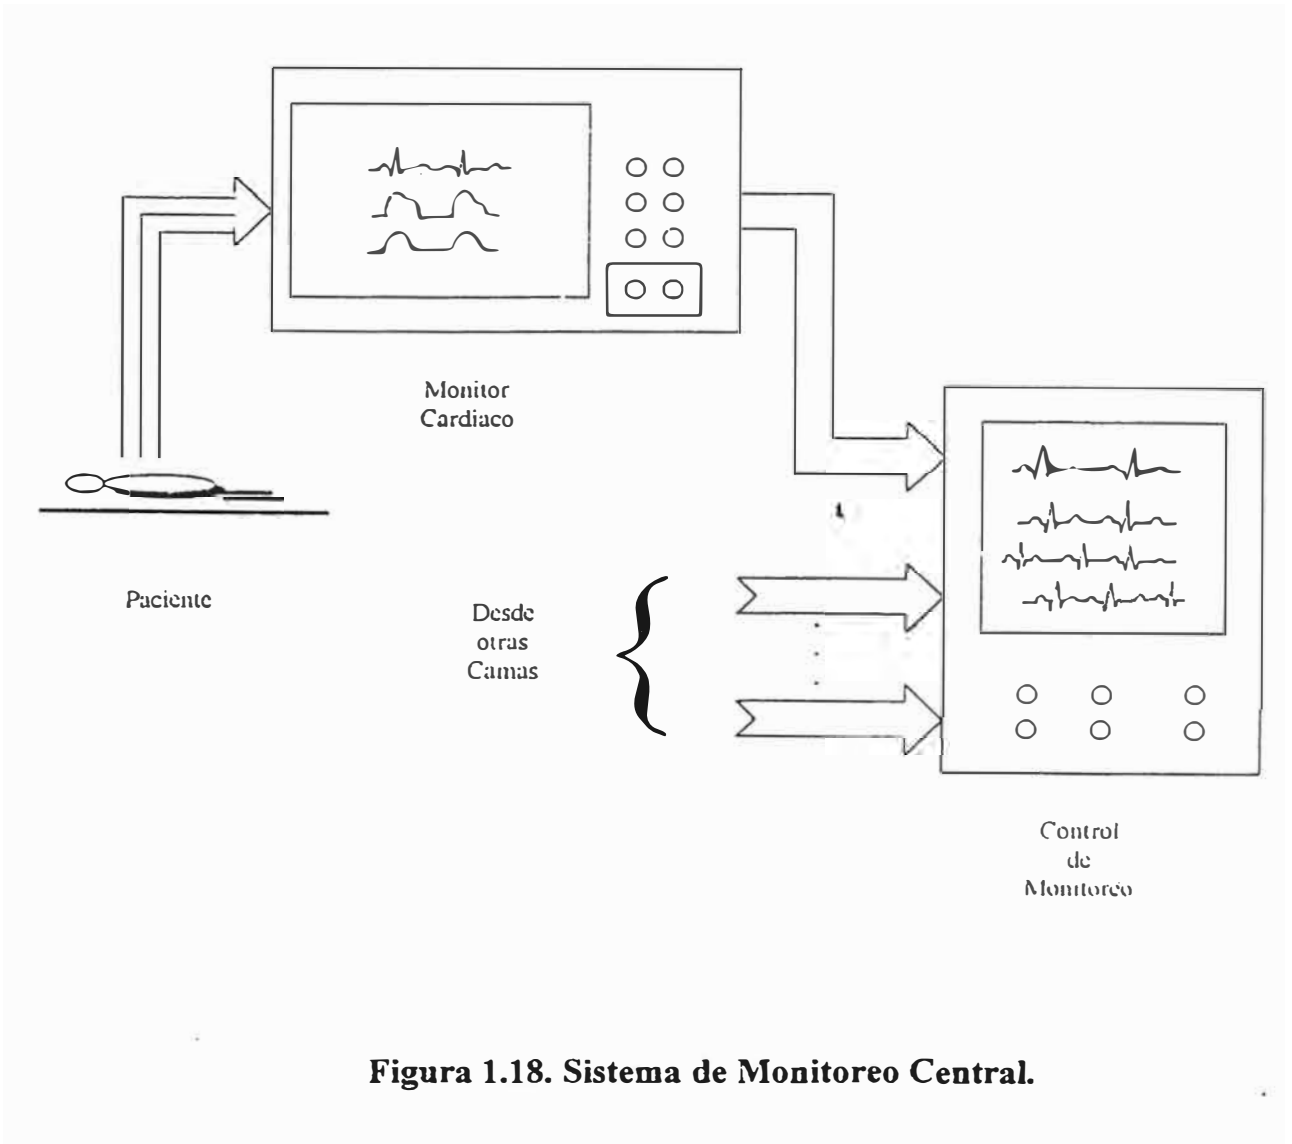 Monitor
Cardiaco
Paciente
Desde
otras
Camas
Control
de
Monitoreo
Figura 1.18. Sistema de Monitoreo Central.